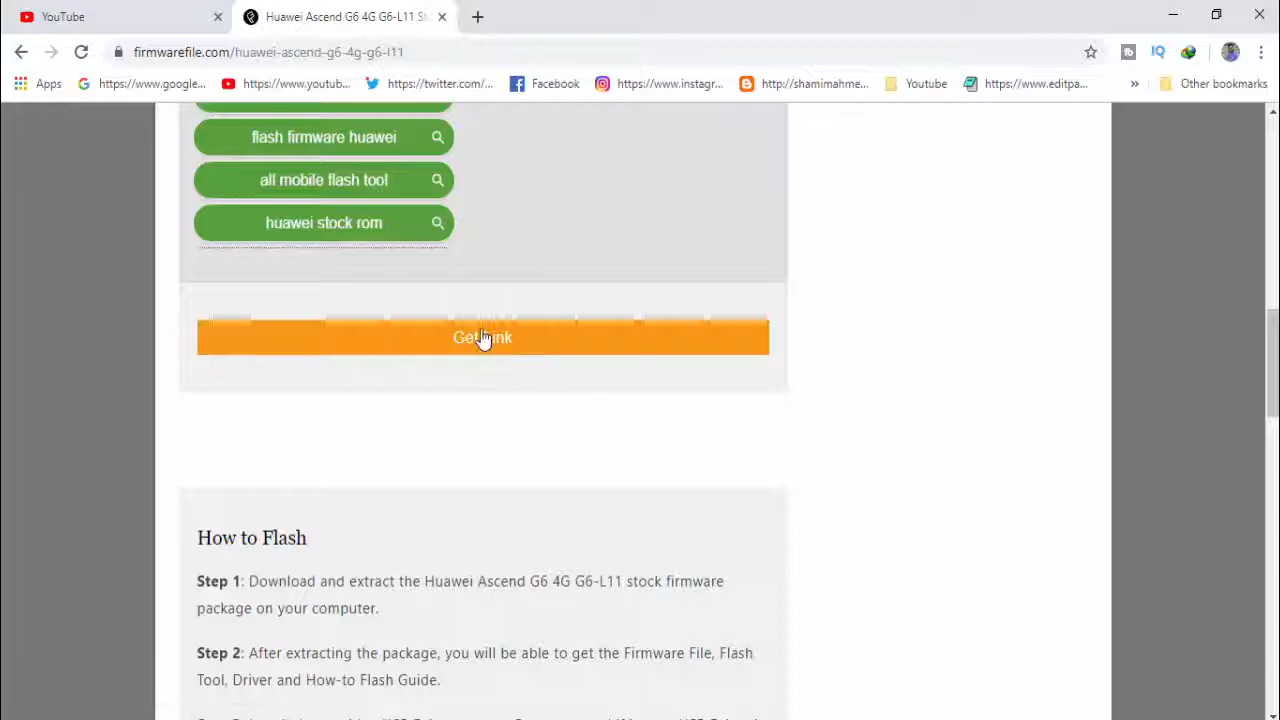 YouTube
Huawei Ascend G6 4G G6-L11 St
firmwarefile.com/huawei-ascend-g6-4g-g6-l11
IQ
Apps
https://www.google...
https://www.youtub...
https://twitter.com/...
Facebook
https://www.instagr...
http://shamimahme...
Youtube
https://www.editpa...
Other bookmarks
flash firmware huawei
all mobile flash tool
huawei stock rom
Get Link
How to Flash
Step 1: Download and extract the Huawei Ascend G6 4G G6-L11 stock firmware
package on your computer.
Step 2: After extracting the package, you will be able to get the Firmware File, Flash
Tool, Driver and How-to Flash Guide.